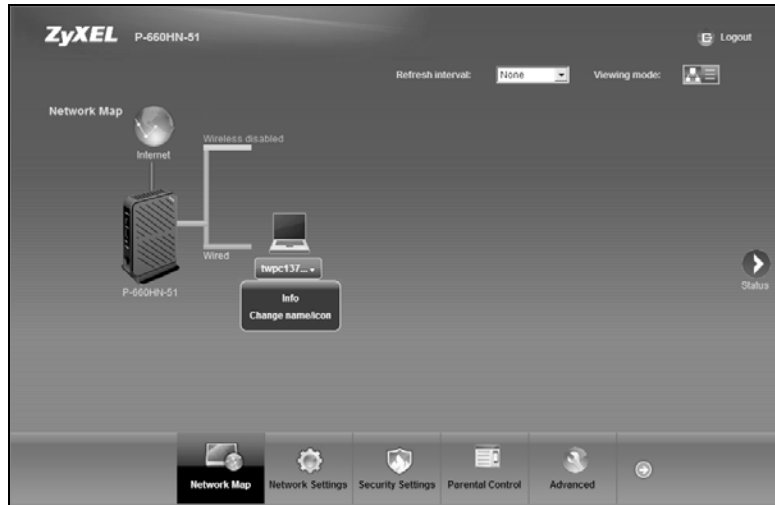 ZyXEL P-660HN-51
Logout
Refresh interval: None Viewing mode:
Network Map
Internet
Wireless disabled
Wired
P-660HN-51
twpc137...
Info
Change name/icon
Status
Network Map Network Settings Security Settings Parental Control Advanced